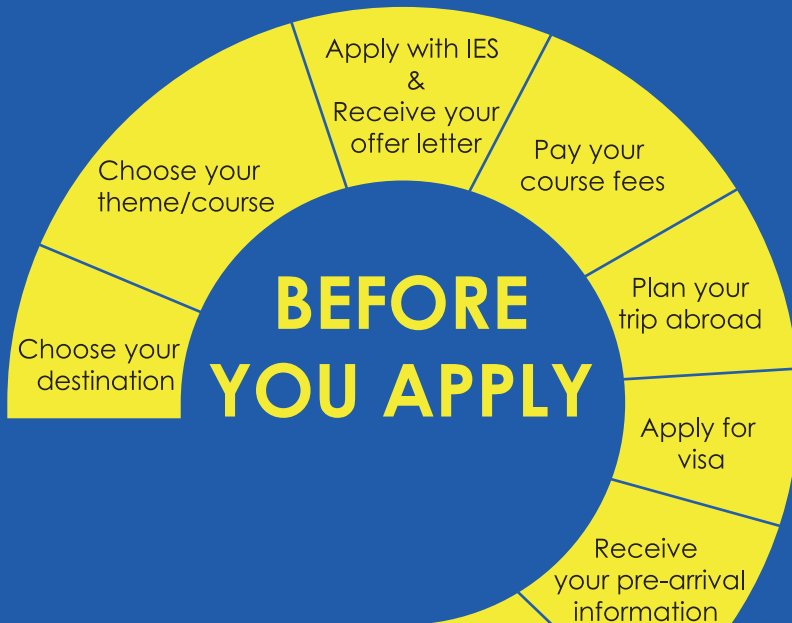 BEFORE
YOU APPLY
Choose your
destination
Choose your
theme/course
Apply with IES
&
Receive your
offer letter
Pay your
course fees
Plan your
trip abroad
Apply for
visa
Receive
your pre-arrival
information